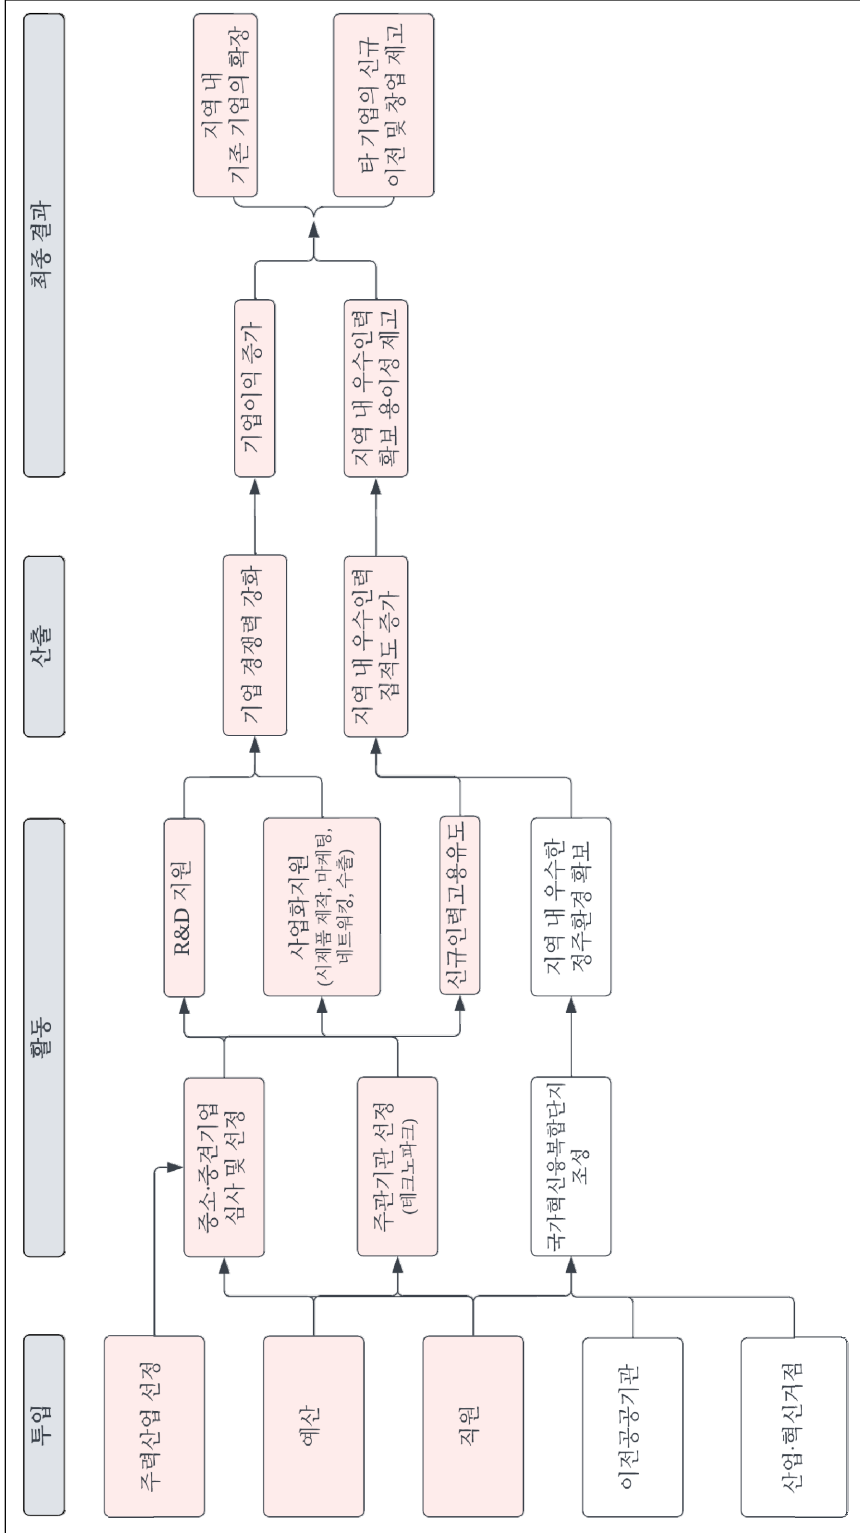 투입
활동
산출
최종 결과
주력산업 선정
예산
직원
이전공공기관
산업·혁신거점
중소·중견기업
심사 및 선정
주관기관 선정
(테크노파크)
국가혁신융복합단지
조성
R&D 지원
사업화지원
(시제품 제작, 마케팅,
네트워킹, 수출)
신규인력고용유도
지역 내 우수한
정주환경 확보
기업 경쟁력 강화
지역 내 우수인력
집적도 증가
기업이익 증가
지역 내 우수인력
확보 용이성 제고
지역 내
기존 기업의 확장
타 기업의 신규
이전 및 창업 제고